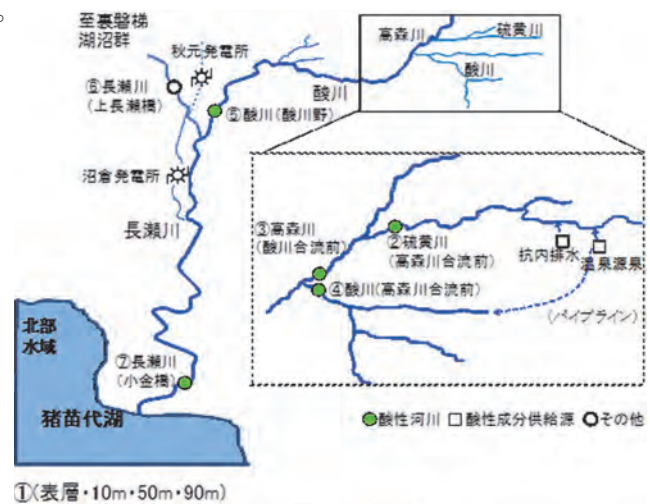 。
至裏磐梯
湖沼群
秋元発電所
⑥長瀬川
(上長瀬橋)
⑤酸川(酸川野)
沼倉発電所
長瀬川
酸川
高森川
硫黄川
酸川
③高森川
(酸川合流前)
②硫黄川
(高森川合流前)
④酸川(高森川合流前)
抗内排水
温泉源泉
(パイプライン)
北部
水域
⑦長瀬川
(小金橋)
猪苗代湖
酸性河川 酸性成分供給源 その他
①(表層・10m・50m・90m)